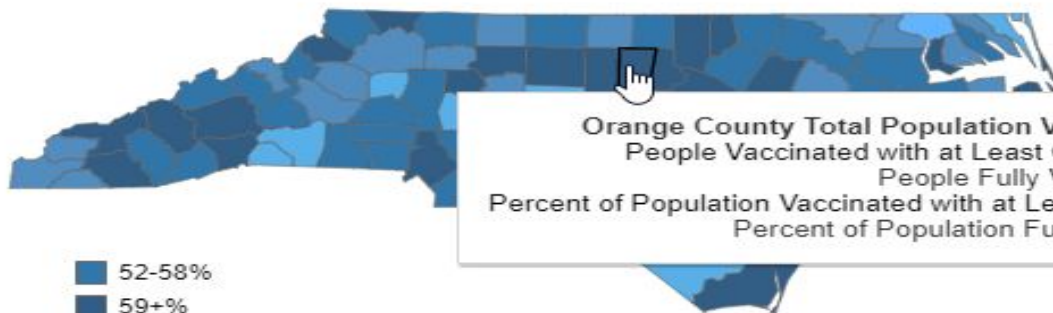 Orange County Total Population V
People Vaccinated with at Least
People Fully
Percent of Population Vaccinated with at Le
Percent of Population Fu
52-58%
59+%